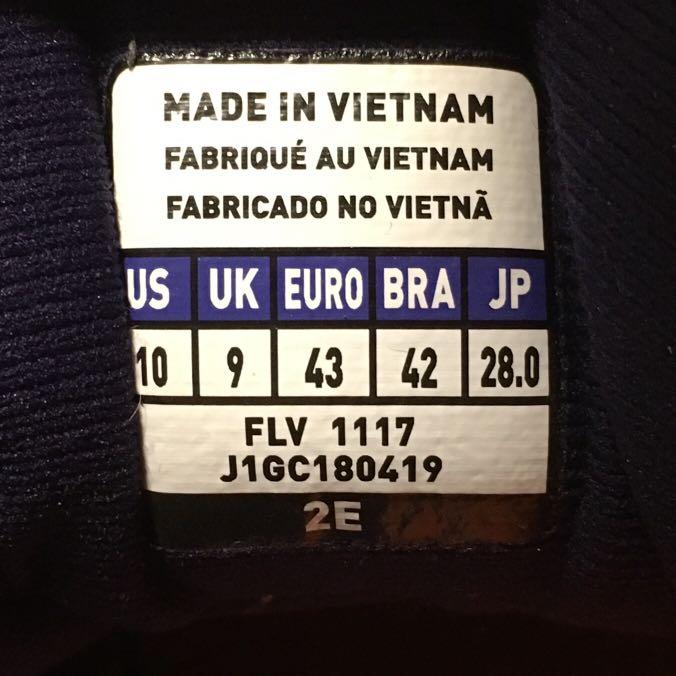 MADE IN VIETNAM
FABRIQUÉ AU VIETNAM
FABRICADO NO VIETNÃ
US UK EURO BRA JP
10 9 43 42 28.0
FLV 1117
J1GC180419
2E